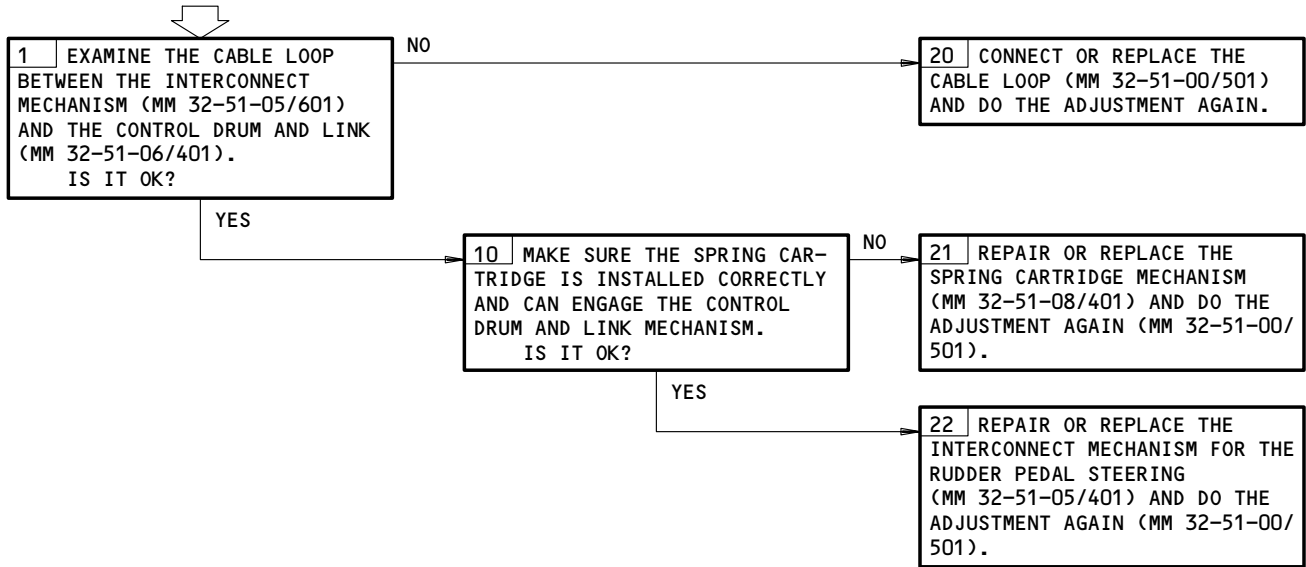 1 EXAMINE THE CABLE LOOP
BETWEEN THE INTERCONNECT
MECHANISM (MM 32-51-05/601)
AND THE CONTROL DRUM AND LINK
(MM 32-51-06/401).
IS IT OK?
NO
20 CONNECT OR REPLACE THE
CABLE LOOP (MM 32-51-00/501)
AND DO THE ADJUSTMENT AGAIN.
YES
10 MAKE SURE THE SPRING CAR-
TRIDGE IS INSTALLED CORRECTLY
AND CAN ENGAGE THE CONTROL
DRUM AND LINK MECHANISM.
IS IT OK?
NO
21 REPAIR OR REPLACE THE
SPRING CARTRIDGE MECHANISM
(MM 32-51-08/401) AND DO THE
ADJUSTMENT AGAIN (MM 32-51-00/
501).
YES
22 REPAIR OR REPLACE THE
INTERCONNECT MECHANISM FOR THE
RUDDER PEDAL STEERING
(MM 32-51-05/401) AND DO THE
ADJUSTMENT AGAIN (MM 32-51-00/
501).